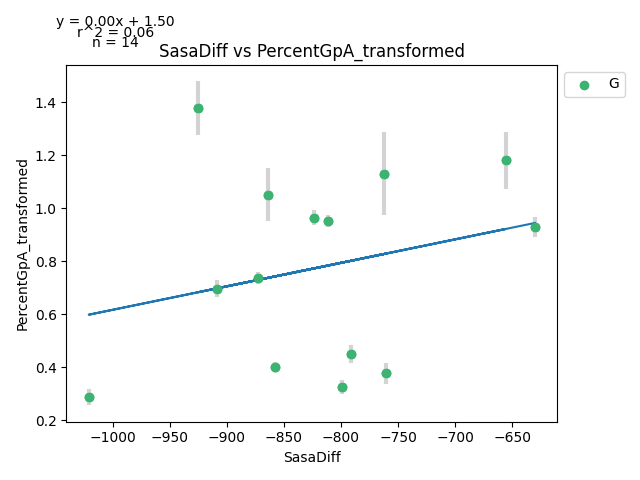 y = 0.00x + 1.50
r^2 = 0.06
n = 14
SasaDiff vs PercentGpA_transformed
G
PercentGpA_transformed
1.4
1.2
1.0
0.8
0.6
0.4
0.2
−1000 −950 −900 −850 −800 −750 −700 −650
SasaDiff